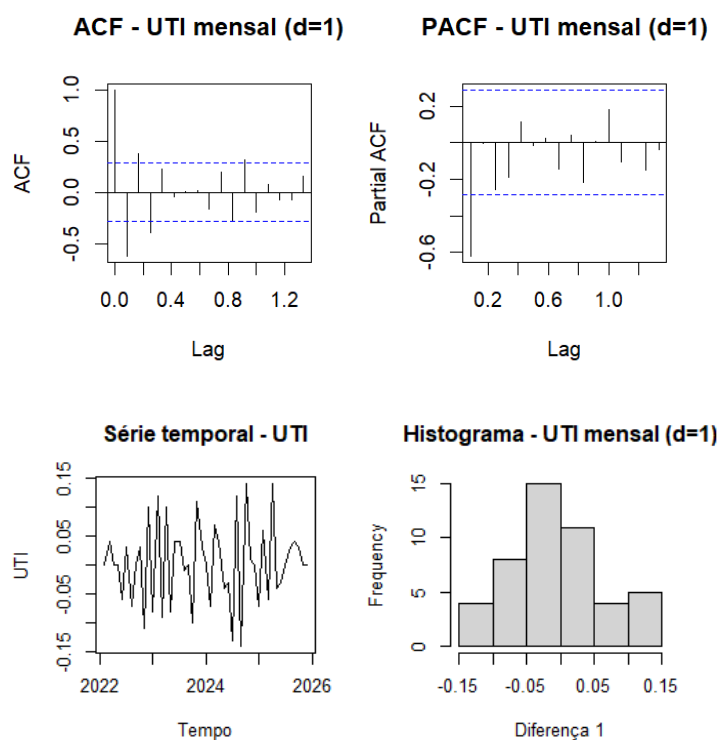 ACF - UTI mensal (d=1)
ACF
1.0
0.5
0.0
-0.5
0.0 0.4 0.8 1.2
Lag
PACF - UTI mensal (d=1)
Partial ACF
0.2
-0.2
-0.6
0.2 0.6 1.0
Lag
Série temporal - UTI
UTI
0.15
0.05
-0.05
-0.15
2022 2024 2026
Tempo
Histograma - UTI mensal (d=1)
Frequency
15
10
5
0
-0.15 -0.05 0.05 0.15
Diferença 1